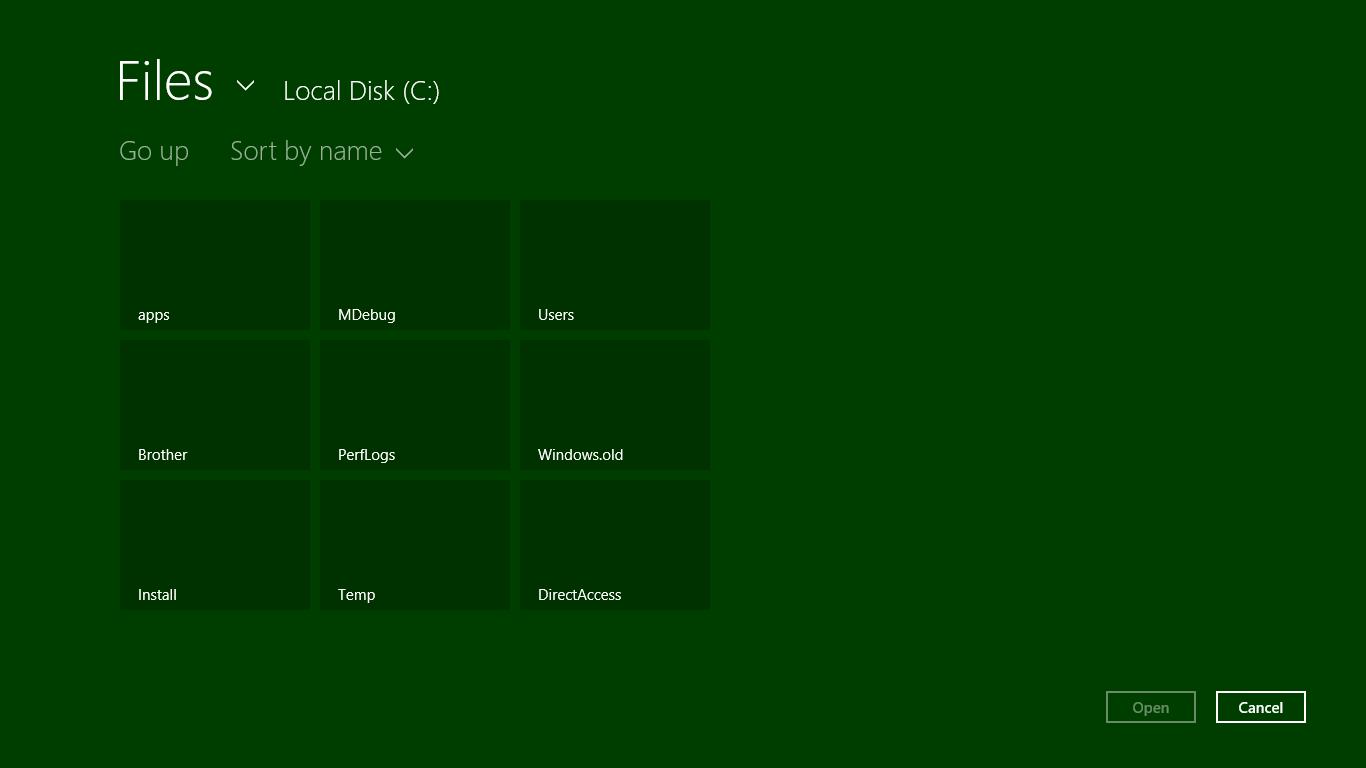 Files Local Disk (C:)
Go up Sort by name
apps MDebug Users
Brother PerfLogs Windows.old
Install Temp DirectAccess
Open Cancel